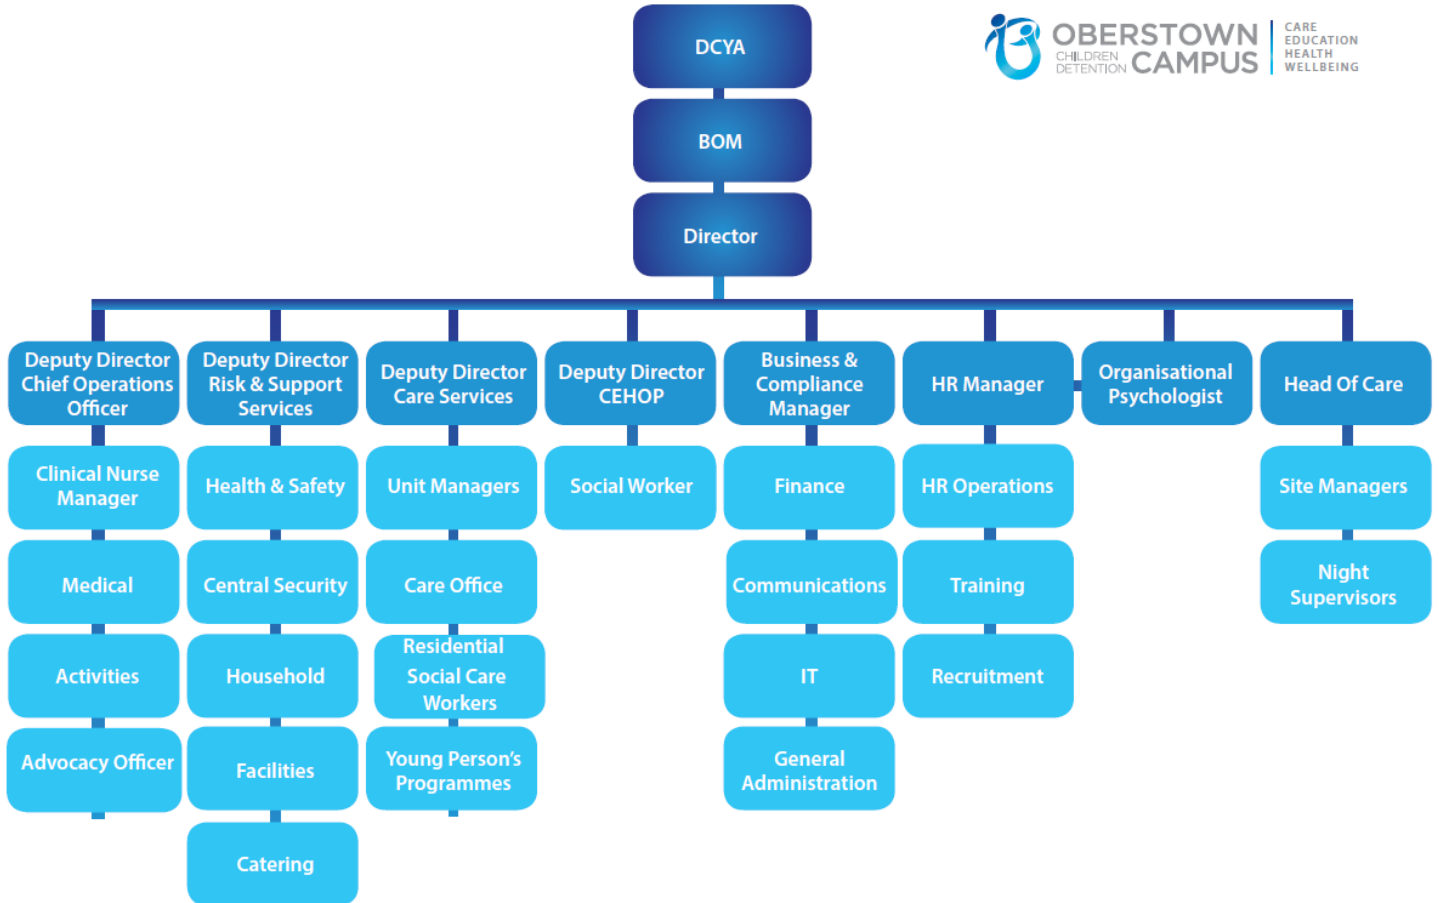 DCYA
OBERSTOWN
CHILDREN
DETENTION
CAMPUS
CARE
EDUCATION
HEALTH
WELLBEING
BOM
Director
Deputy Director
Chief Operations
Officer
Deputy Director
Risk & Support
Services
Deputy Director
Care Services
Deputy Director
CEHOP
Business &
Compliance
Manager
HR Manager
Organisational
Psychologist
Head Of Care
Clinical Nurse
Manager
Health & Safety
Unit Managers
Social Worker
Finance
HR Operations
Site Managers
Medical
Central Security
Care Office
Communications
Training
Night
Supervisors
Activities
Household
Residential
Social Care
Workers
IT
Recruitment
Advocacy Officer
Facilities
Young Person's
Programmes
General
Administration
Catering